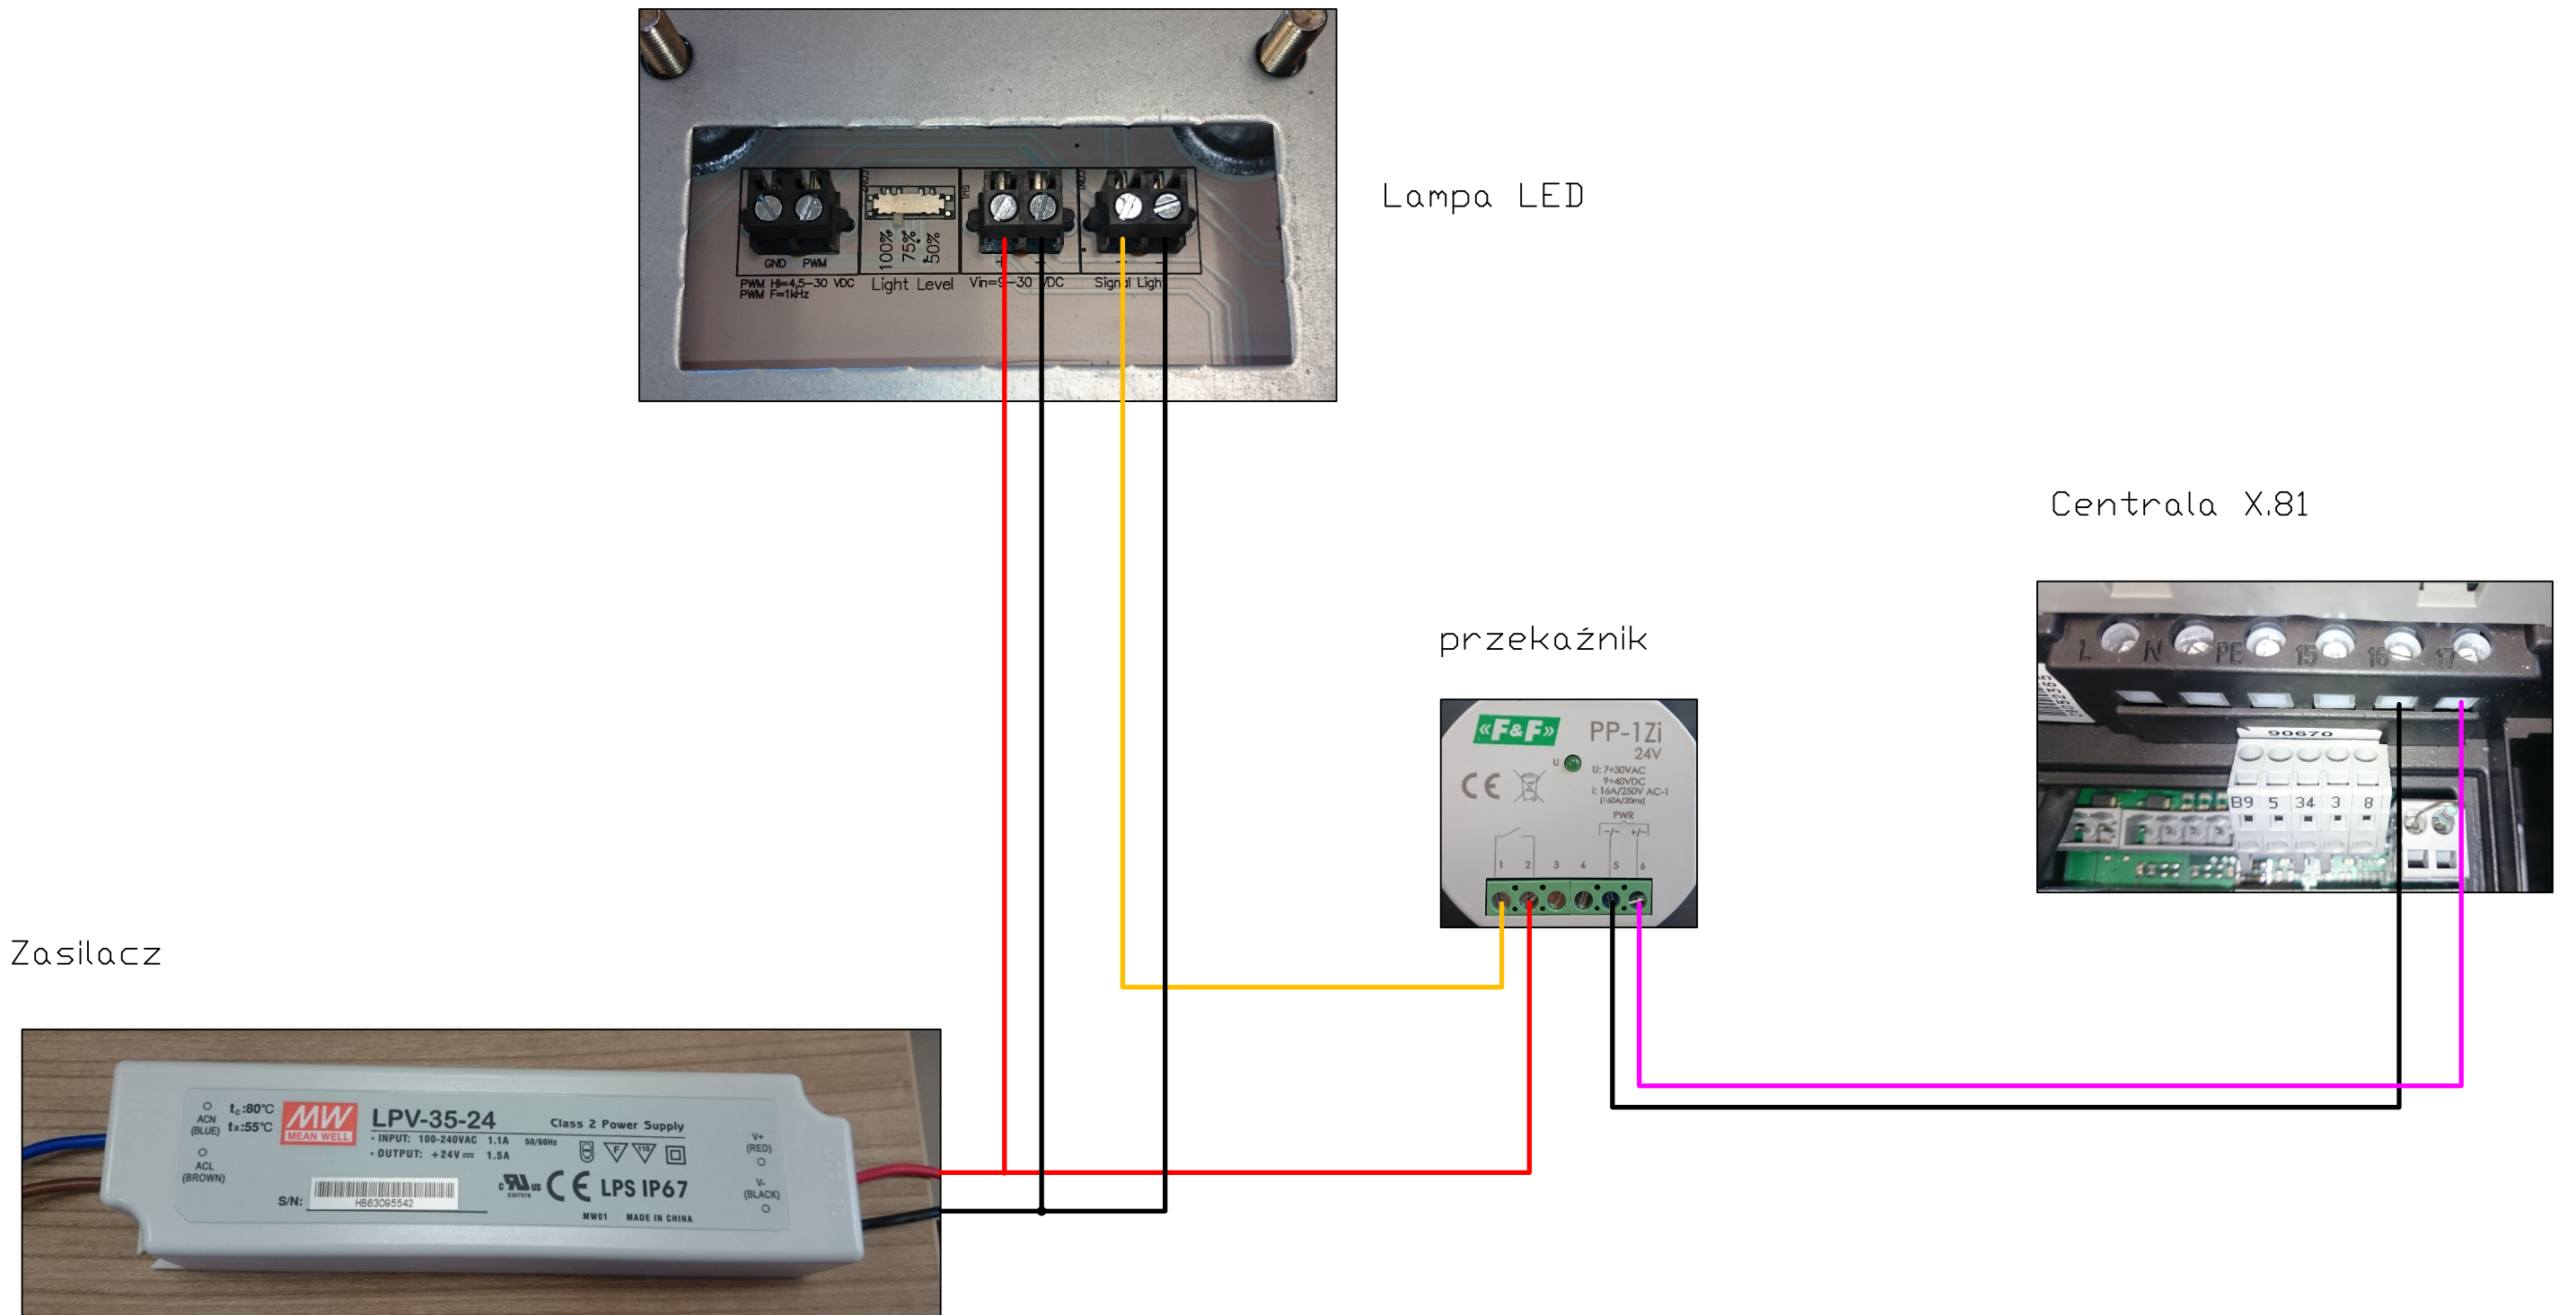 GND PWM
PWM Hi=4,5-30 VDC
PWM F=1kHz
100%
75%
50%
Light Level
+
Vin=9-30 VDC
Signal Light
Lampa LED
Centrala X.81
L N PE 15 16 17
90670
B9 5 34 3 8
przekaźnik
«F&F» PP-1Zi
24V
U
U: 7÷30VAC
9÷40VDC
I: 16A/250V AC-1
(160A/20ms)
CE
PWR
-/~ +/~
1 2 3 4 5 6
Zasilacz
ACN
(BLUE)
ACL
(BROWN)
tc:80°C
ta:55°C
MW
MEAN WELL
LPV-35-24
Class 2 Power Supply
• INPUT: 100-240VAC 1.1A 50/60Hz
• OUTPUT: +24V 1.5A
F 110
c RU us CE LPS IP67
S/N:
HB63095542
MW01 MADE IN CHINA
V+
(RED)
V-
(BLACK)